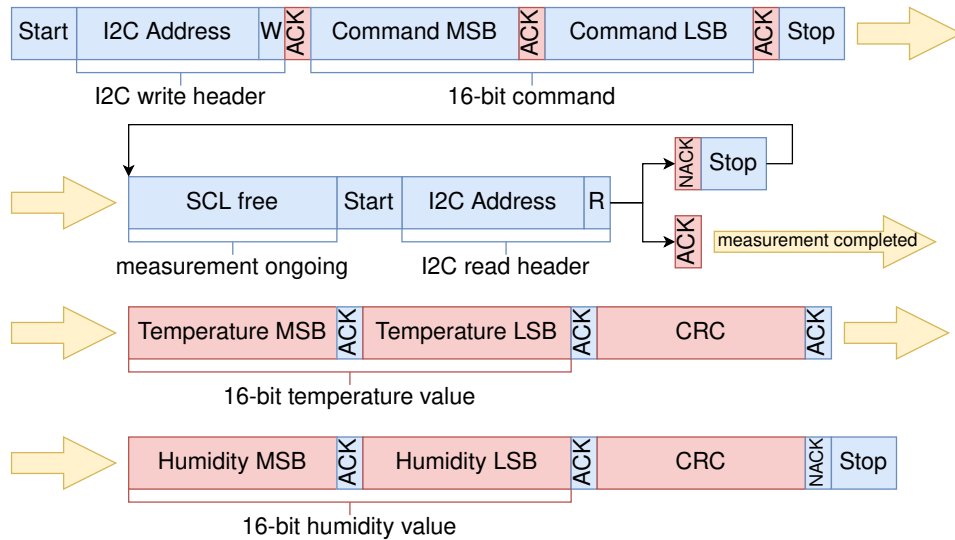 Start I2C Address W ACK Command MSB ACK Command LSB ACK Stop
I2C write header 16-bit command
NACK Stop
SCL free Start I2C Address R
ACK measurement completed
measurement ongoing I2C read header
Temperature MSB ACK Temperature LSB ACK CRC ACK
16-bit temperature value
Humidity MSB ACK Humidity LSB ACK CRC NACK Stop
16-bit humidity value